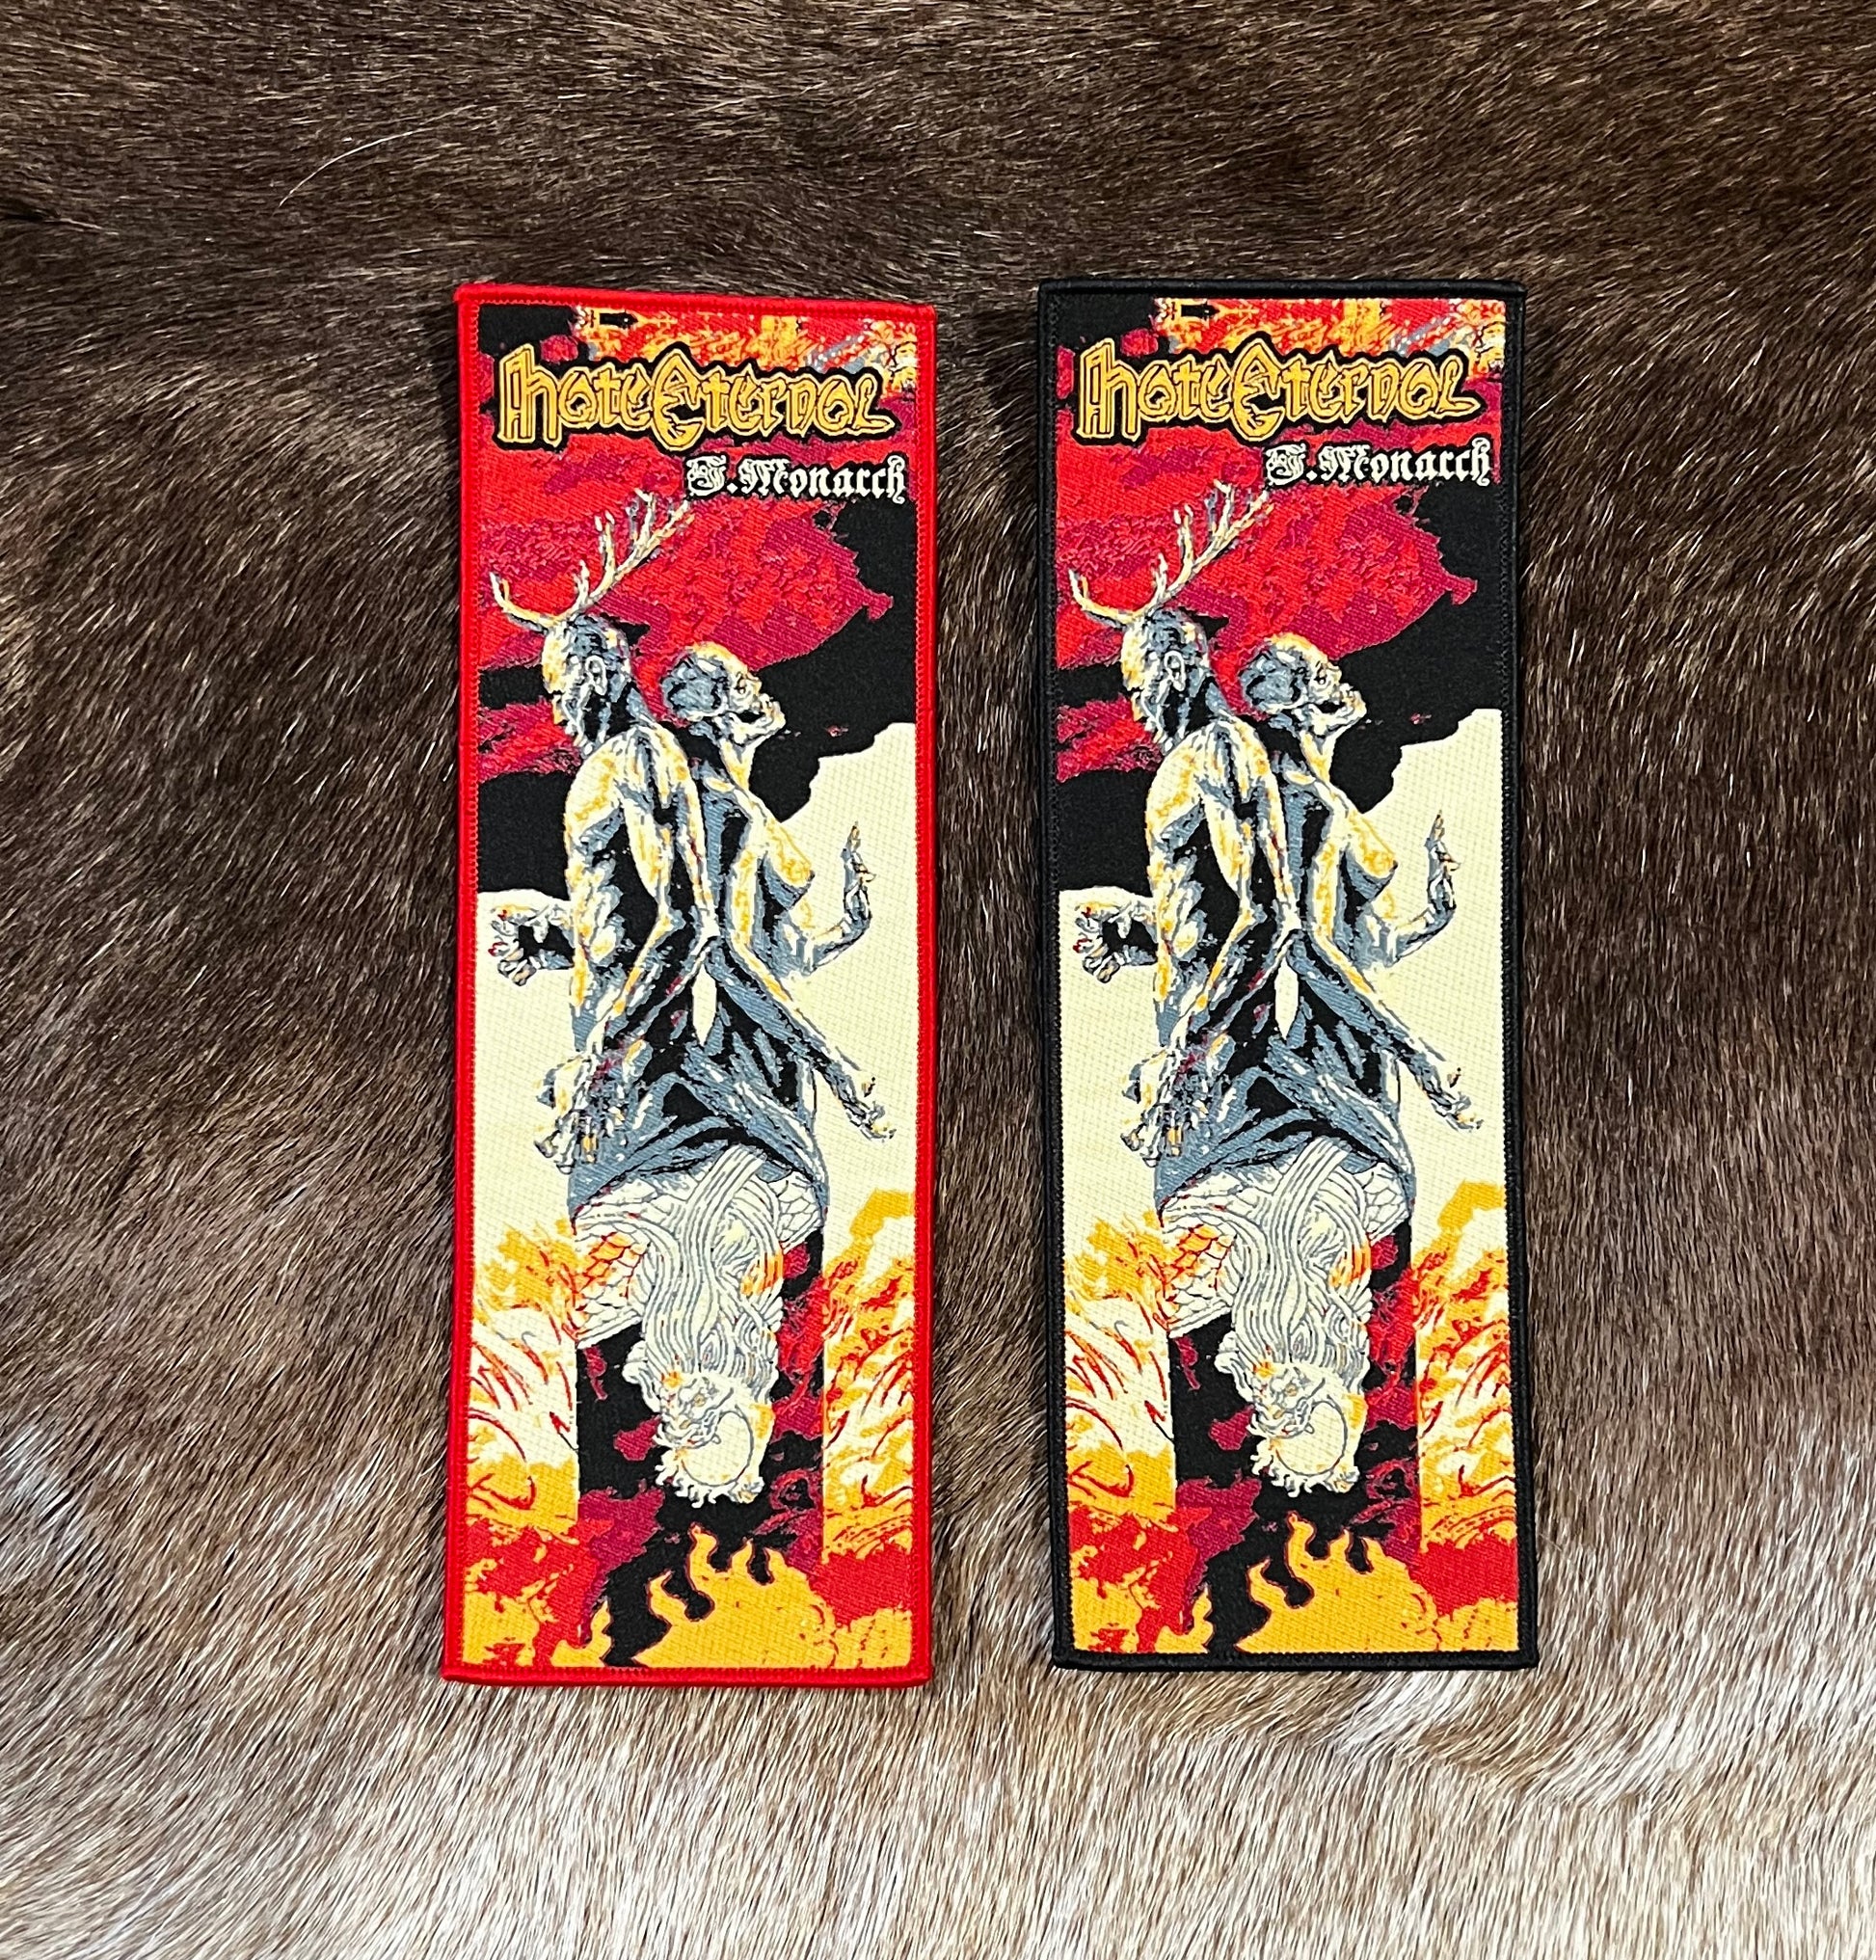 Hate Eternal
I.Monarch
Hate Eternal
I.Monarch